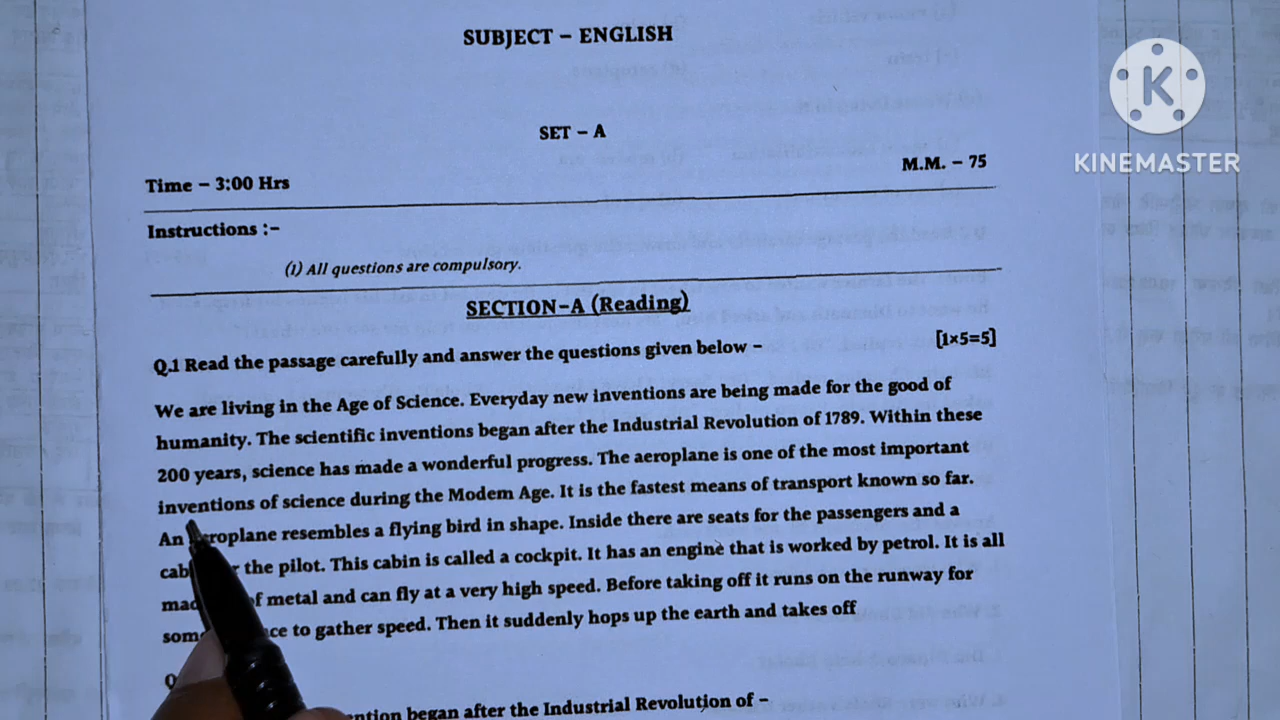 SUBJECT – ENGLISH
SET – A
M.M. – 75
Time – 3:00 Hrs
Instructions :-
(1) All questions are compulsory.
SECTION-A (Reading)
Q.1 Read the passage carefully and answer the questions given below – [1×5=5]
We are living in the Age of Science. Everyday new inventions are being made for the good of
humanity. The scientific inventions began after the Industrial Revolution of 1789. Within these
200 years, science has made a wonderful progress. The aeroplane is one of the most important
inventions of science during the Modem Age. It is the fastest means of transport known so far.
An aeroplane resembles a flying bird in shape. Inside there are seats for the passengers and a
the pilot. This cabin is called a cockpit. It has an engine that is worked by petrol. It is all
of metal and can fly at a very high speed. Before taking off it runs on the runway for
to gather speed. Then it suddenly hops up the earth and takes off
began after the Industrial Revolution of –
K
KINEMASTER